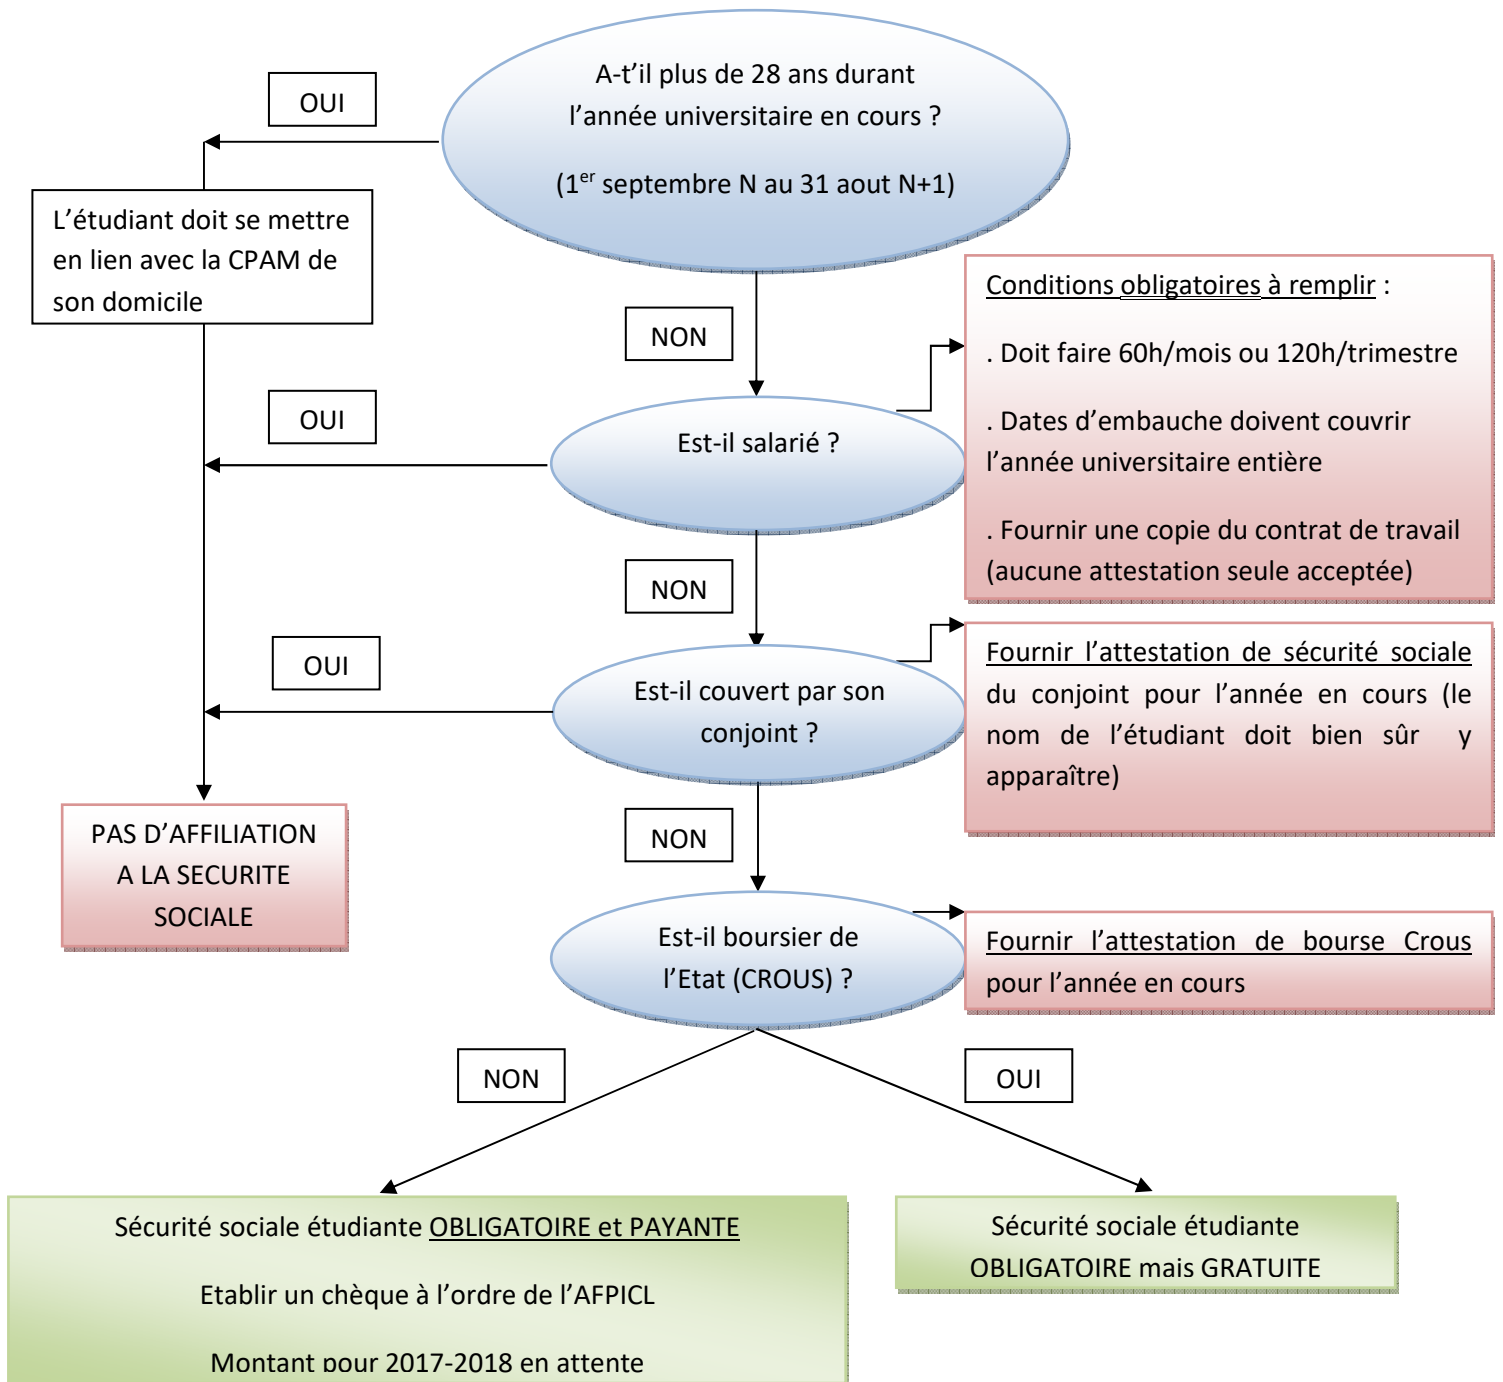 A-t’il plus de 28 ans durant
l’année universitaire en cours ?
(1er septembre N au 31 aout N+1)
OUI
L’étudiant doit se mettre
en lien avec la CPAM de
son domicile
NON
Conditions obligatoires à remplir :
. Doit faire 60h/mois ou 120h/trimestre
. Dates d’embauche doivent couvrir
l’année universitaire entière
. Fournir une copie du contrat de travail
(aucune attestation seule acceptée)
OUI
Est-il salarié ?
NON
OUI
Est-il couvert par son
conjoint ?
Fournir l’attestation de sécurité sociale
du conjoint pour l’année en cours (le
nom de l’étudiant doit bien sûr y
apparaître)
PAS D’AFFILIATION
A LA SECURITE
SOCIALE
NON
Est-il boursier de
l’Etat (CROUS) ?
Fournir l’attestation de bourse Crous
pour l’année en cours
NON
OUI
Sécurité sociale étudiante OBLIGATOIRE et PAYANTE
Etablir un chèque à l’ordre de l’AFPICL
Montant pour 2017-2018 en attente
Sécurité sociale étudiante
OBLIGATOIRE mais GRATUITE